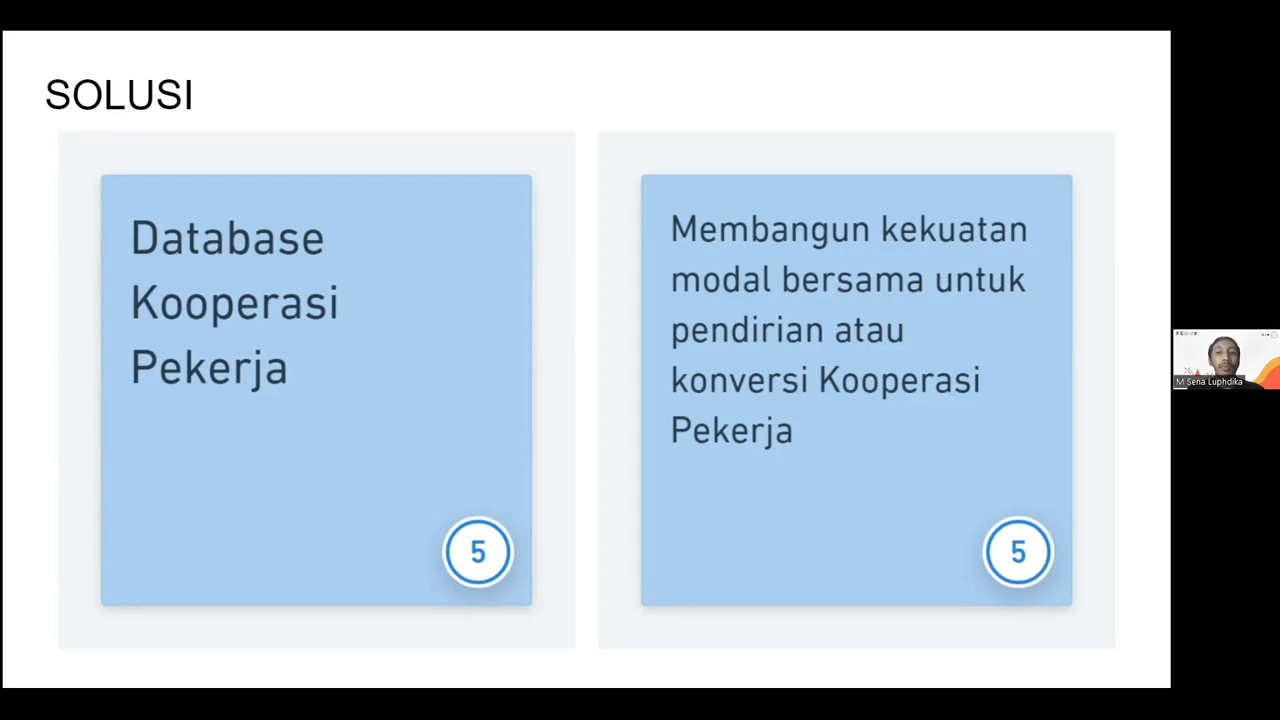 SOLUSI
Database
Kooperasi
Pekerja
5
Membangun kekuatan
modal bersama untuk
pendirian atau
konversi Kooperasi
Pekerja
5
M Sena Luphdika